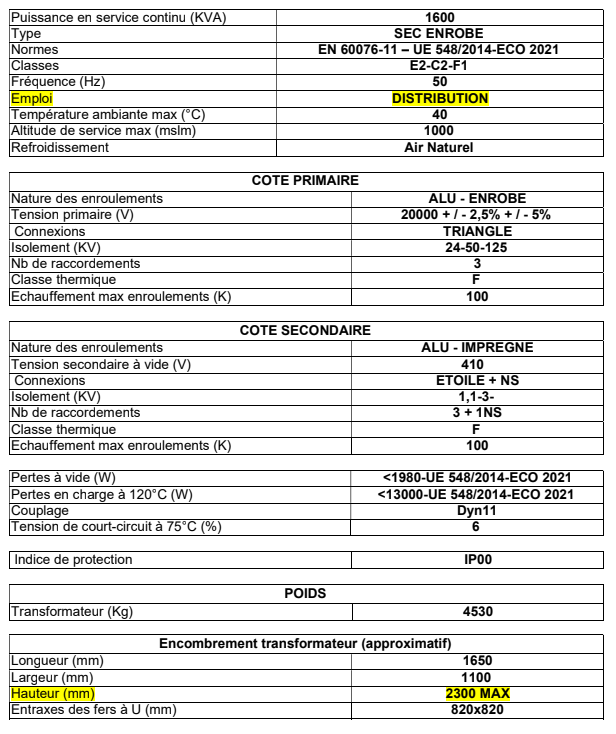 Puissance en service continu (KVA) 1600
Type SEC ENROBE
Normes EN 60076-11 – UE 548/2014-ECO 2021
Classes E2-C2-F1
Fréquence (Hz) 50
Emploi DISTRIBUTION
Température ambiante max (°C) 40
Altitude de service max (mslm) 1000
Refroidissement Air Naturel
COTE PRIMAIRE
Nature des enroulements ALU - ENROBE
Tension primaire (V) 20000 + / - 2,5% + / - 5%
Connexions TRIANGLE
Isolement (KV) 24-50-125
Nb de raccordements 3
Classe thermique F
Echauffement max enroulements (K) 100
COTE SECONDAIRE
Nature des enroulements ALU - IMPREGNE
Tension secondaire à vide (V) 410
Connexions ETOILE + NS
Isolement (KV) 1,1-3-
Nb de raccordements 3 + 1NS
Classe thermique F
Echauffement max enroulements (K) 100
Pertes à vide (W) <1980-UE 548/2014-ECO 2021
Pertes en charge à 120°C (W) <13000-UE 548/2014-ECO 2021
Couplage Dyn11
Tension de court-circuit à 75°C (%) 6
Indice de protection IP00
POIDS
Transformateur (Kg) 4530
Encombrement transformateur (approximatif)
Longueur (mm) 1650
Largeur (mm) 1100
Hauteur (mm) 2300 MAX
Entraxes des fers à U (mm) 820x820